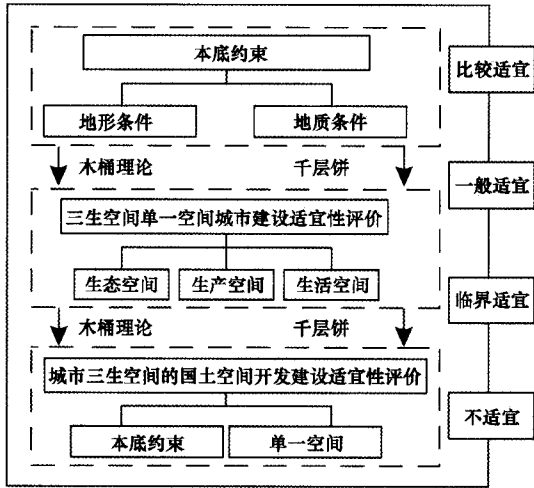 本底约束
比较适宜
地形条件
地质条件
木桶理论
千层饼
一般适宜
三生空间单一空间城市建设适宜性评价
生态空间
生产空间
生活空间
临界适宜
木桶理论
千层饼
城市三生空间的国土空间开发建设适宜性评价
不适宜
本底约束
单一空间